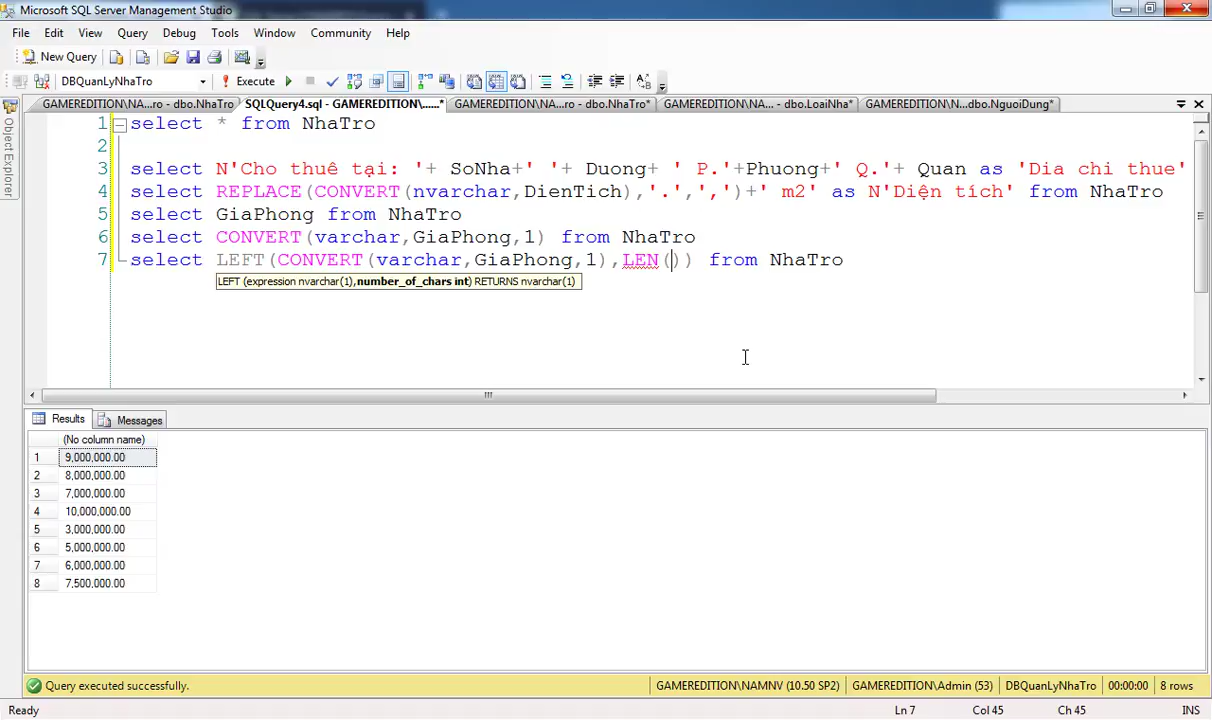 Microsoft SQL Server Management Studio
File Edit View Query Debug Tools Window Community Help
New Query
DBQuanLyNhaTro Execute
GAMEREDITION\NA...ro - dbo.NhaTro SQLQuery4.sql - GAMEREDITION\......* GAMEREDITION\NA...ro - dbo.NhaTro* GAMEREDITION\NA... - dbo.LoaiNha* GAMEREDITION\N...dbo.NguoiDung*
Object Explorer
1 select * from NhaTro
2
3 select N'Cho thuê tại: '+ SoNha+' '+ Duong+ ' P.'+Phuong+' Q.'+ Quan as 'Dia chi thue'
4 select REPLACE(CONVERT(nvarchar,DienTich),'.',',')+' m2' as N'Diện tích' from NhaTro
5 select GiaPhong from NhaTro
6 select CONVERT(varchar,GiaPhong,1) from NhaTro
7 select LEFT(CONVERT(varchar,GiaPhong,1),LEN()) from NhaTro
LEFT (expression nvarchar(1), number_of_chars int) RETURNS nvarchar(1)
Results Messages
(No column name)
1 9,000,000.00
2 8,000,000.00
3 7,000,000.00
4 10,000,000.00
5 3,000,000.00
6 5,000,000.00
7 6,000,000.00
8 7,500,000.00
Query executed successfully. GAMEREDITION\NAMNV (10.50 SP2) GAMEREDITION\Admin (53) DBQuanLyNhaTro 00:00:00 8 rows
Ready Ln 7 Col 45 Ch 45 INS